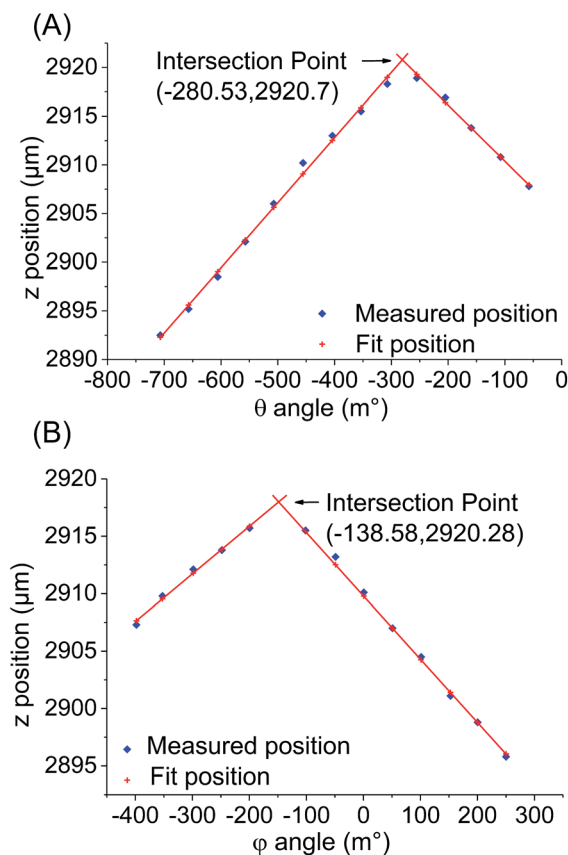 (A)
2920
2915
2910
2905
2900
2895
2890
z position (µm)
Intersection Point
(-280.53,2920.7)
Measured position
Fit position
-800 -700 -600 -500 -400 -300 -200 -100 0
θ angle (m°)
(B)
2920
2915
2910
2905
2900
2895
z position (µm)
Intersection Point
(-138.58,2920.28)
Measured position
Fit position
-400 -300 -200 -100 0 100 200 300
φ angle (m°)